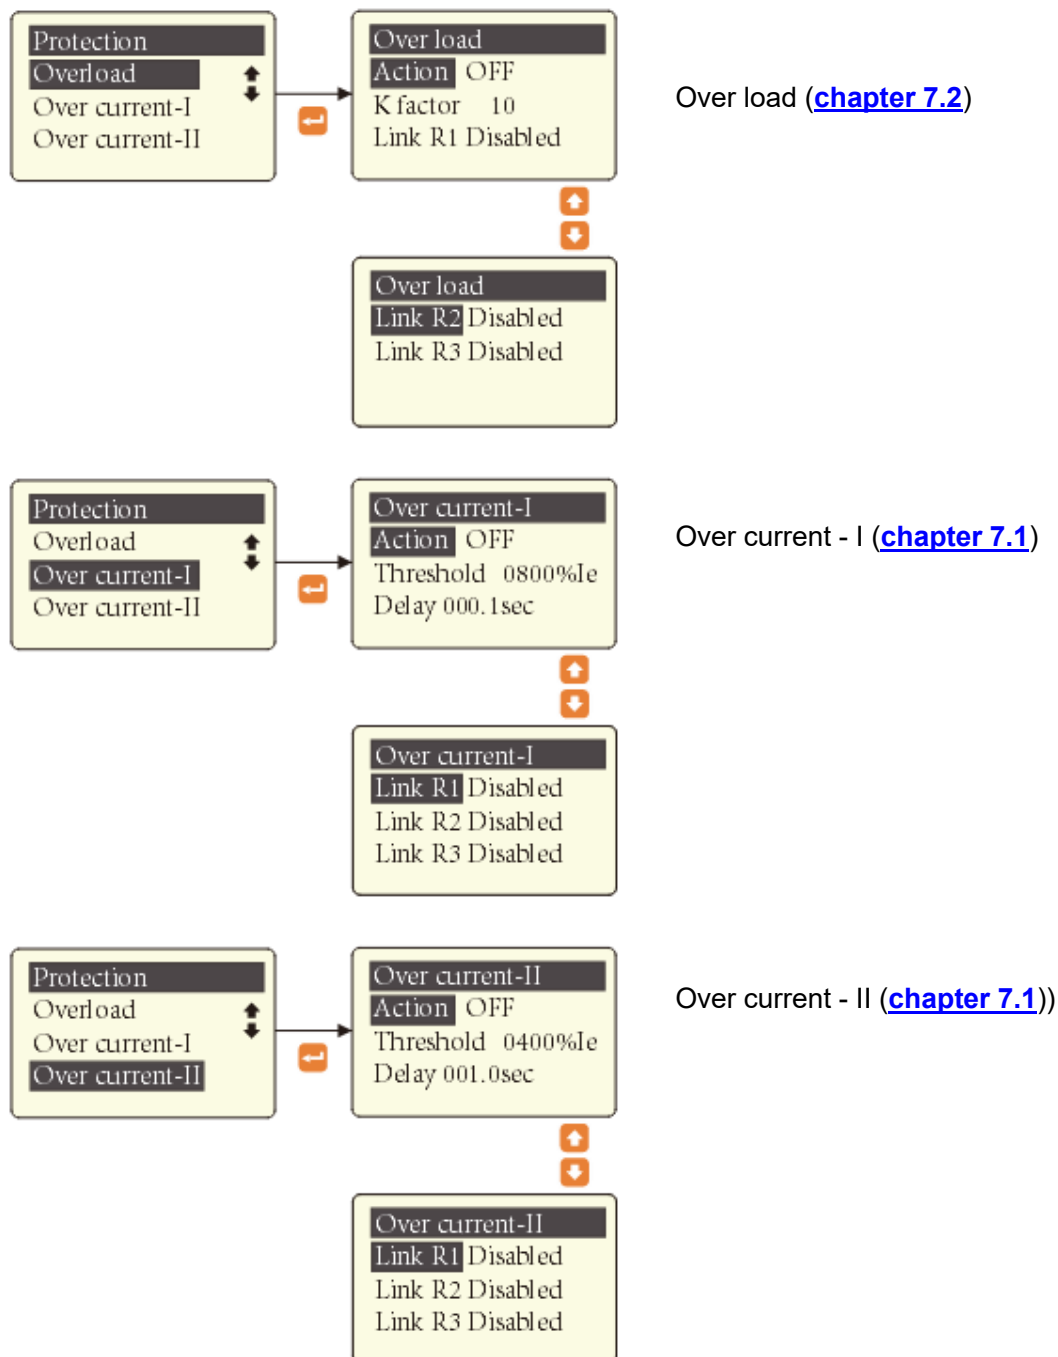 Protection
Overload
Over current-I
Over current-II
Over load
Action OFF
K factor 10
Link R1 Disabled
Over load (chapter 7.2)
Over load
Link R2 Disabled
Link R3 Disabled
Protection
Overload
Over current-I
Over current-II
Over current-I
Action OFF
Threshold 0800%Ie
Delay 000.1sec
Over current - I (chapter 7.1)
Over current-I
Link R1 Disabled
Link R2 Disabled
Link R3 Disabled
Protection
Overload
Over current-I
Over current-II
Over current-II
Action OFF
Threshold 0400%Ie
Delay 001.0sec
Over current - II (chapter 7.1))
Over current-II
Link R1 Disabled
Link R2 Disabled
Link R3 Disabled